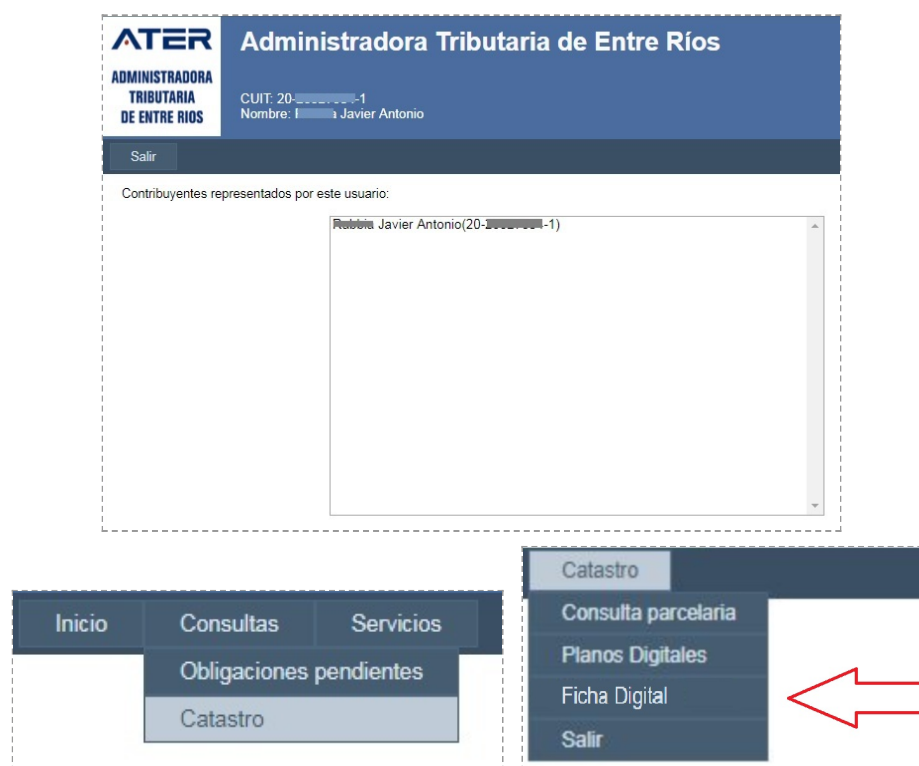 ATER
ADMINISTRADORA
TRIBUTARIA
DE ENTRE RIOS
Administradora Tributaria de Entre Ríos
CUIT: 20- -1
Nombre: Javier Antonio
Salir
Contribuyentes representados por este usuario:
Javier Antonio(20- -1)
Inicio Consultas Servicios
Obligaciones pendientes
Catastro
Catastro
Consulta parcelaria
Planos Digitales
Ficha Digital
Salir